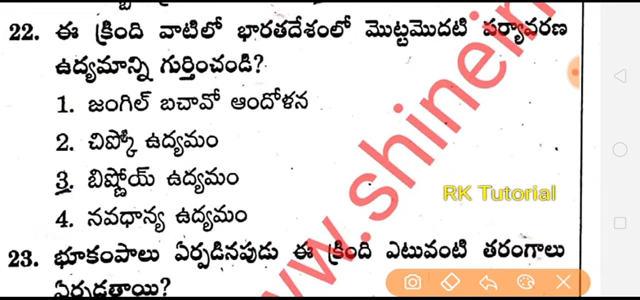 22. ఈ క్రింది వాటిలో భారతదేశంలో మొట్టమొదటి పర్యావరణ
ఉద్యమాన్ని గుర్తించండి?
1. జంగిల్ బచావో ఆందోళన
2. చిప్కో ఉద్యమం
3. బిష్ణోయ్ ఉద్యమం
RK Tutorial
4. నవధాన్య ఉద్యమం
23. భూకంపాలు ఏర్పడినపుడు ఈ క్రింది ఎటువంటి తరంగాలు
ఏర్పడతాయి?
www.shinein